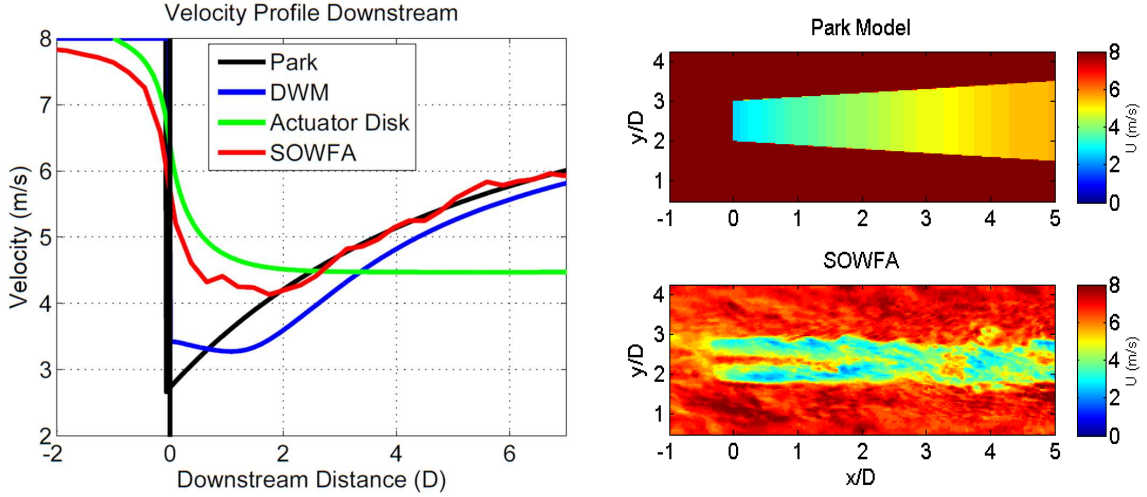 Velocity Profile Downstream
8
7
6
5
4
3
2
Velocity (m/s)
Park
DWM
Actuator Disk
SOWFA
-2
0
2
4
6
Downstream Distance (D)
Park Model
4
3
2
1
y/D
-1 0 1 2 3 4 5
8
6
4
2
0
U (m/s)
SOWFA
4
3
2
1
y/D
-1 0 1 2 3 4 5
x/D
8
6
4
2
0
U (m/s)